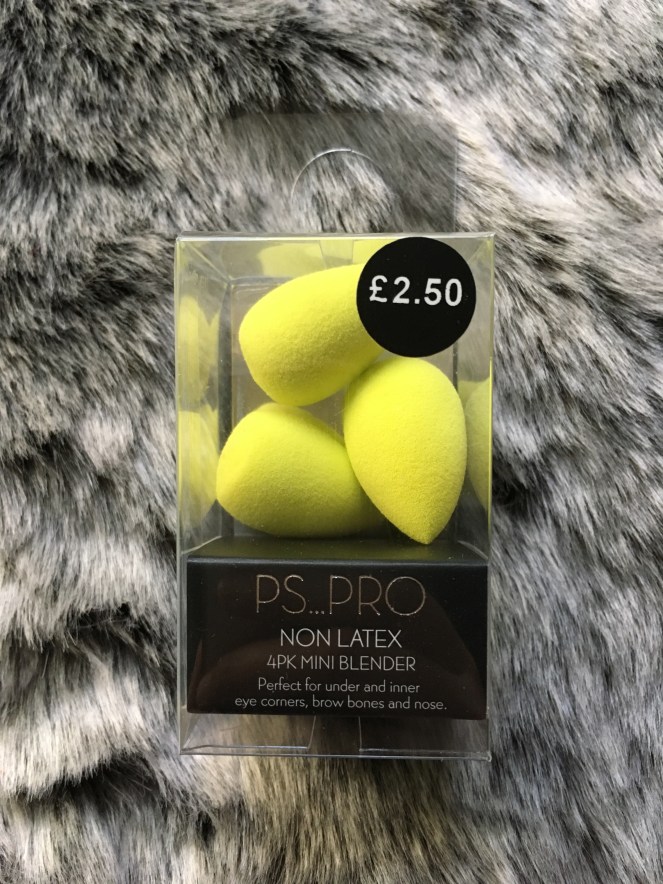 £2.50
PS...PRO
NON LATEX
4PK MINI BLENDER
Perfect for under and inner
eye corners, brow bones and nose.